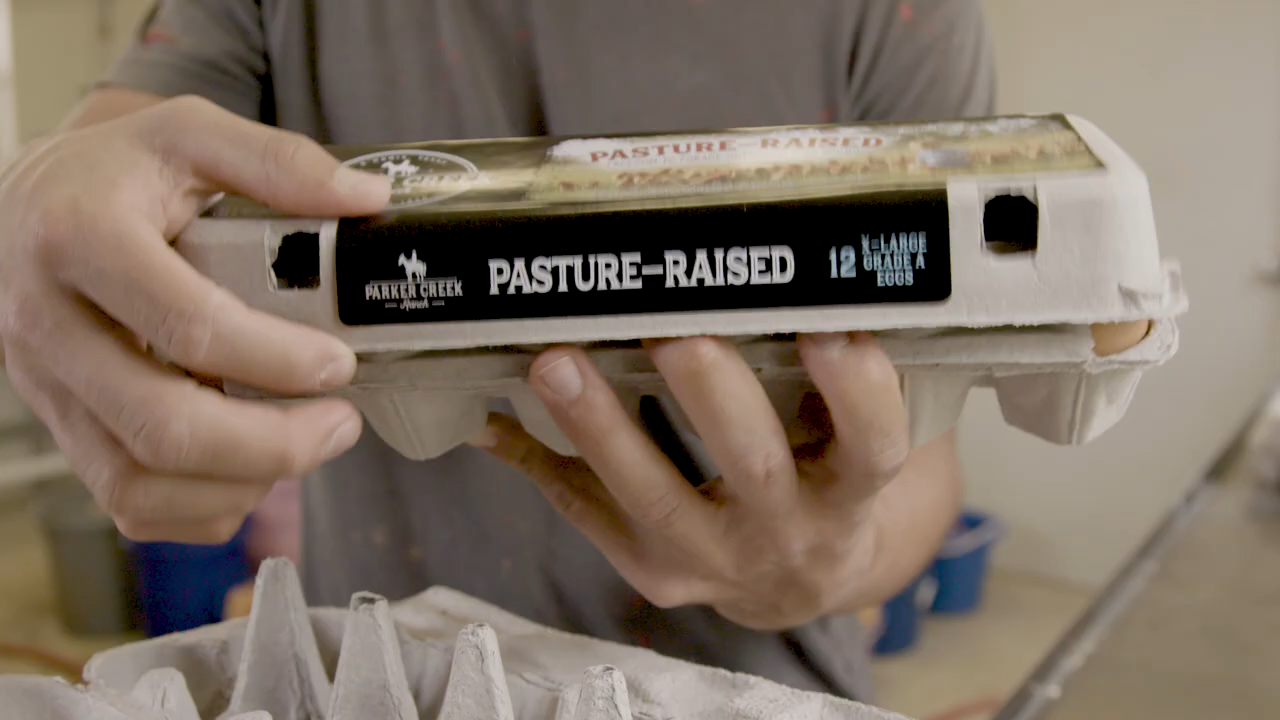 PASTURE-RAISED
PARKER CREEK
Ranch
PASTURE-RAISED
12
X-LARGE
GRADE A
EGGS